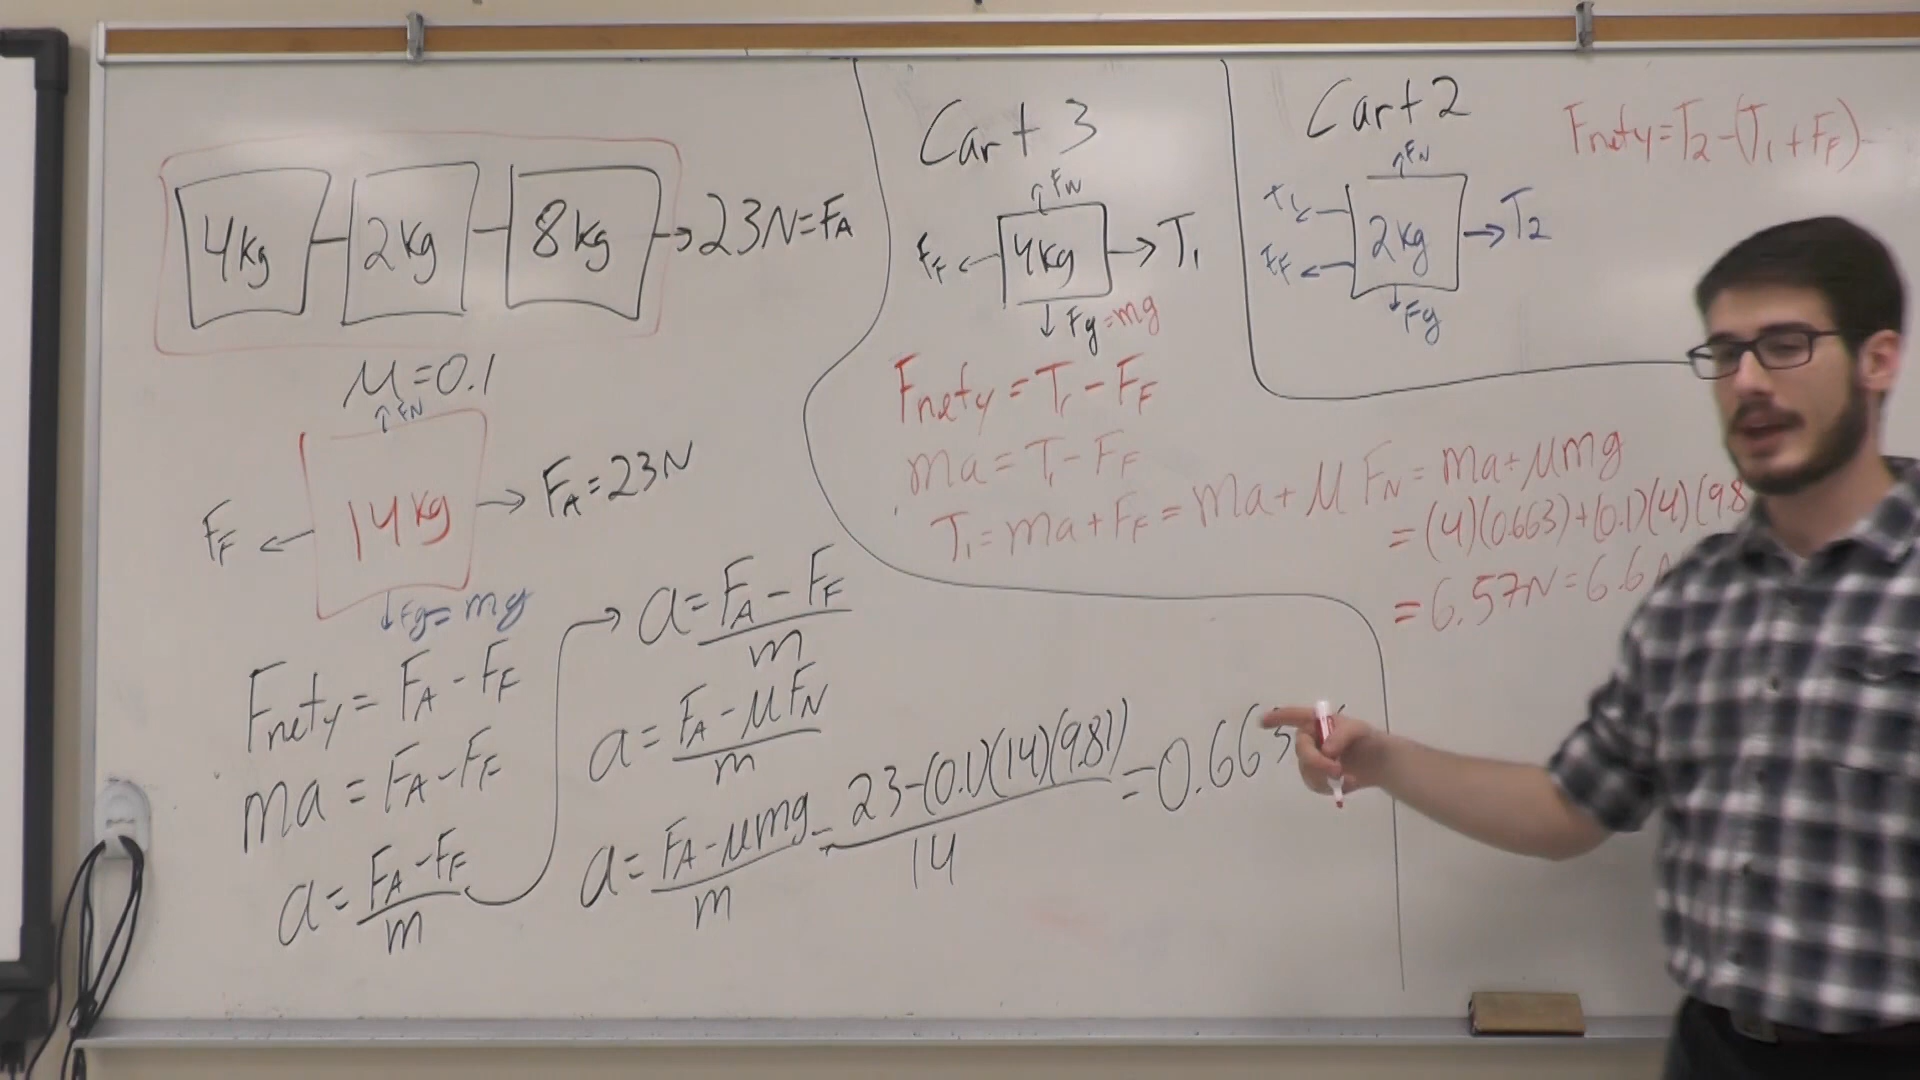 4kg 2kg 8kg → 23N = FA
μ = 0.1
FN
FF ← 14kg → FA = 23N
Fg = mg
Fnety = FA - FF
ma = FA - FF
a = (FA - FF)/m
a = (FA - FF)/m
a = (FA - μFN)/m
a = (FA - μmg)/m = (23-(0.1)(14)(9.81))/14 = 0.663
Cart 3
FN
FF ← 4kg → T1
Fg = mg
Fnety = T1 - FF
ma = T1 - FF
T1 = ma + FF = ma + μFN = ma + μmg
= (4)(0.663)+(0.1)(4)(9.8
= 6.57N = 6.6
Cart 2
FN
T1
FF ← 2kg → T2
Fg
Fnety = T2 - (T1 + FF)